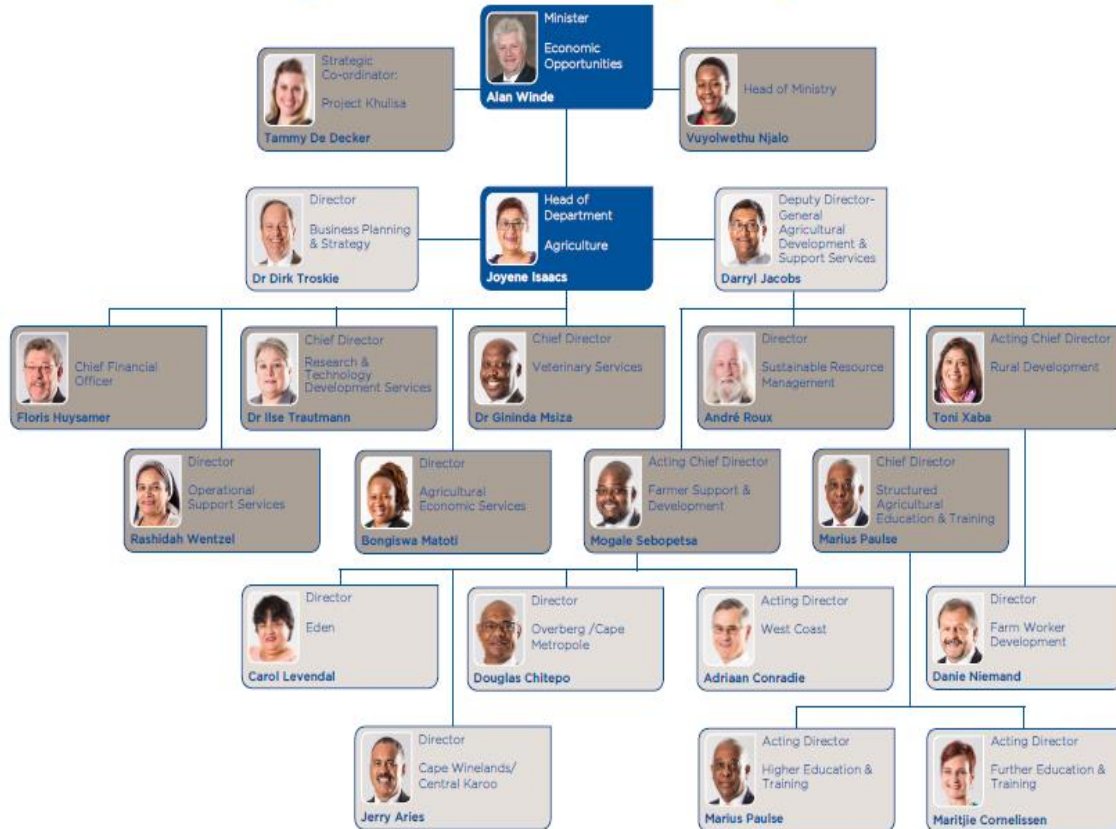 Minister
Economic
Opportunities
Alan Winde
Strategic
Co-ordinator:
Project Khulisa
Tammy De Decker
Head of Ministry
Vuyolwethu Njalo
Director
Business Planning
& Strategy
Dr Dirk Troskie
Head of
Department
Agriculture
Joyene Isaacs
Deputy Director-
General
Agricultural
Development &
Support Services
Darryl Jacobs
Chief Financial
Officer
Floris Huysamer
Chief Director
Research &
Technology
Development Services
Dr Ilse Trautmann
Chief Director
Veterinary Services
Dr Gininda Msiza
Director
Sustainable Resource
Management
André Roux
Acting Chief Director
Rural Development
Toni Xaba
Director
Operational
Support Services
Rashidah Wentzel
Director
Agricultural
Economic Services
Bongiswa Matoti
Acting Chief Director
Farmer Support &
Development
Mogale Sebopetsa
Chief Director
Structured
Agricultural
Education & Training
Marius Paulse
Director
Eden
Carol Levendal
Director
Overberg /Cape
Metropole
Douglas Chitepo
Acting Director
West Coast
Adriaan Conradie
Director
Farm Worker
Development
Danie Niemand
Director
Cape Winelands/
Central Karoo
Jerry Aries
Acting Director
Higher Education &
Training
Marius Paulse
Acting Director
Further Education &
Training
Maritjie Cornelissen